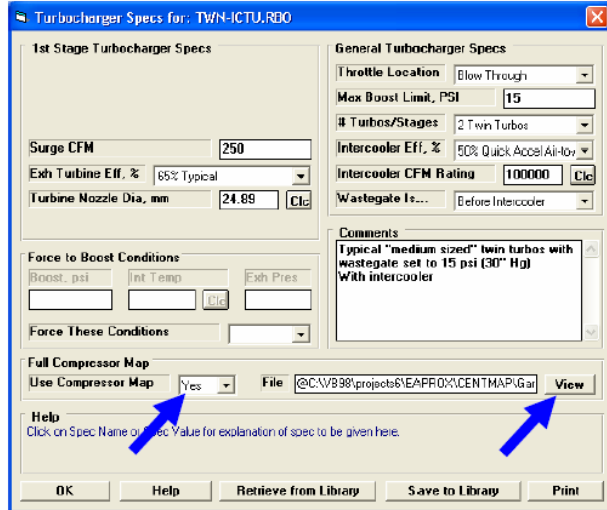 Turbocharger Specs for: TWN-ICTU.RBO
1st Stage Turbocharger Specs
Surge CFM 250
Exh Turbine Eff, % 65% Typical
Turbine Nozzle Dia, mm 24.89 Clc
General Turbocharger Specs
Throttle Location Blow Through
Max Boost Limit, PSI 15
# Turbos/Stages 2 Twin Turbos
Intercooler Eff, % 50% Quick Accel Air-to
Intercooler CFM Rating 100000 Clc
Wastegate Is... Before Intercooler
Force to Boost Conditions
Boost, psi Int Temp Exh Pres
Clc
Force These Conditions
Comments
Typical "medium sized" twin turbos with
wastegate set to 15 psi (30" Hg)
With intercooler
Full Compressor Map
Use Compressor Map Yes File @C:\VB98\projects6\EAPROX\CENTMAP\Gar View
Help
Click on Spec Name or Spec Value for explanation of spec to be given here.
OK Help Retrieve from Library Save to Library Print